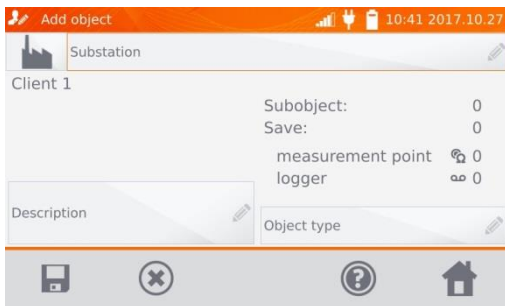 Add object
10:41 2017.10.27
Substation
Client 1
Subobject: 0
Save: 0
measurement point 0
logger 0
Description
Object type